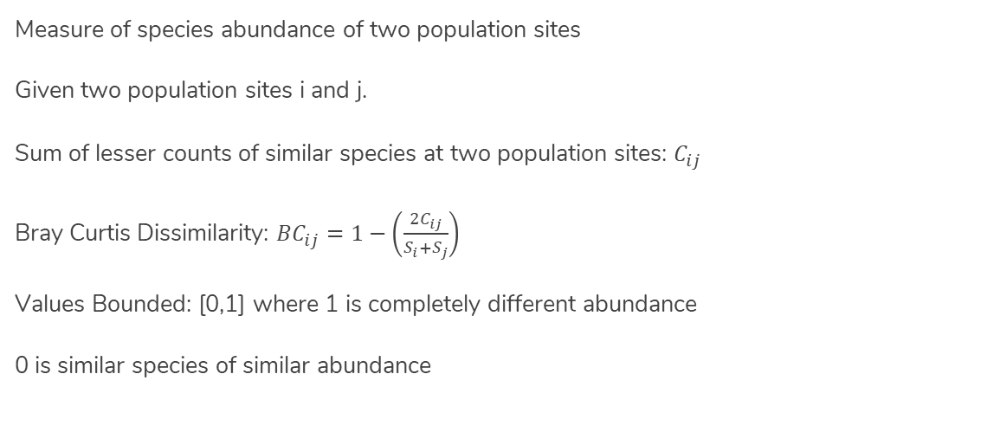 Measure of species abundance of two population sites
Given two population sites i and j.
Sum of lesser counts of similar species at two population sites: $C_{ij}$
Bray Curtis Dissimilarity: $BC_{ij} = 1 - \left(\frac{2C_{ij}}{S_i+S_j}\right)$
Values Bounded: [0,1] where 1 is completely different abundance
0 is similar species of similar abundance